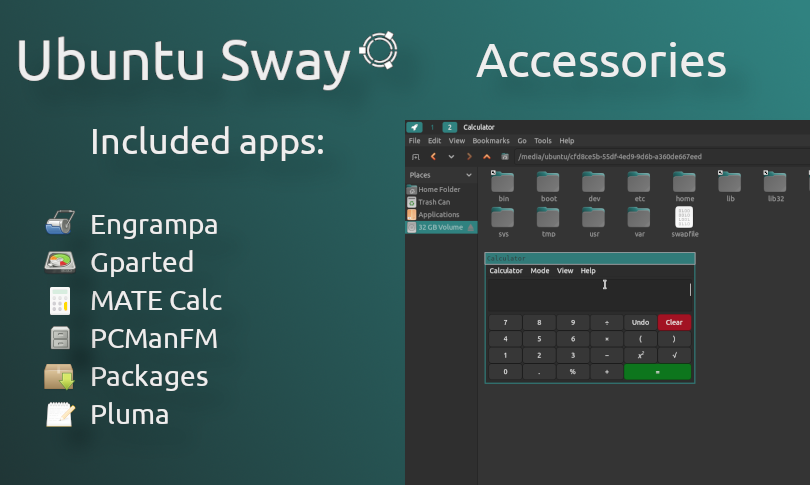 Ubuntu Sway
Accessories
Included apps:
Engrampa
Gparted
MATE Calc
PCManFM
Packages
Pluma
1 2 Calculator
File Edit View Bookmarks Go Tools Help
/media/ubuntu/cfd8ce5b-55df-4ed9-9d6b-a360de667eed
Places
Home Folder
Trash Can
Applications
32 GB Volume
bin boot dev etc home lib lib32
svs tmp usr var swapfile
Calculator
Calculator Mode View Help
7 8 9 ÷ Undo Clear
4 5 6 × ( )
1 2 3 − x² √
0 . % + =